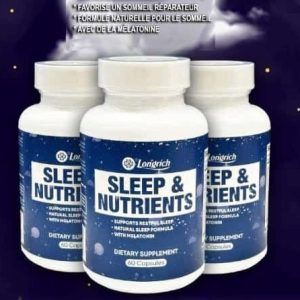 * FAVORISE UN SOMMEIL RÉPARATEUR
* FORMULE NATURELLE POUR LE SOMMEIL
* AVEC DE LA MÉLATONINE
Longrich
SLEEP &
NUTRIENTS
• SUPPORTS RESTFUL SLEEP
• NATURAL SLEEP FORMULA
• WITH MELATONIN
DIETARY SUPPLEMENT
60 Capsules